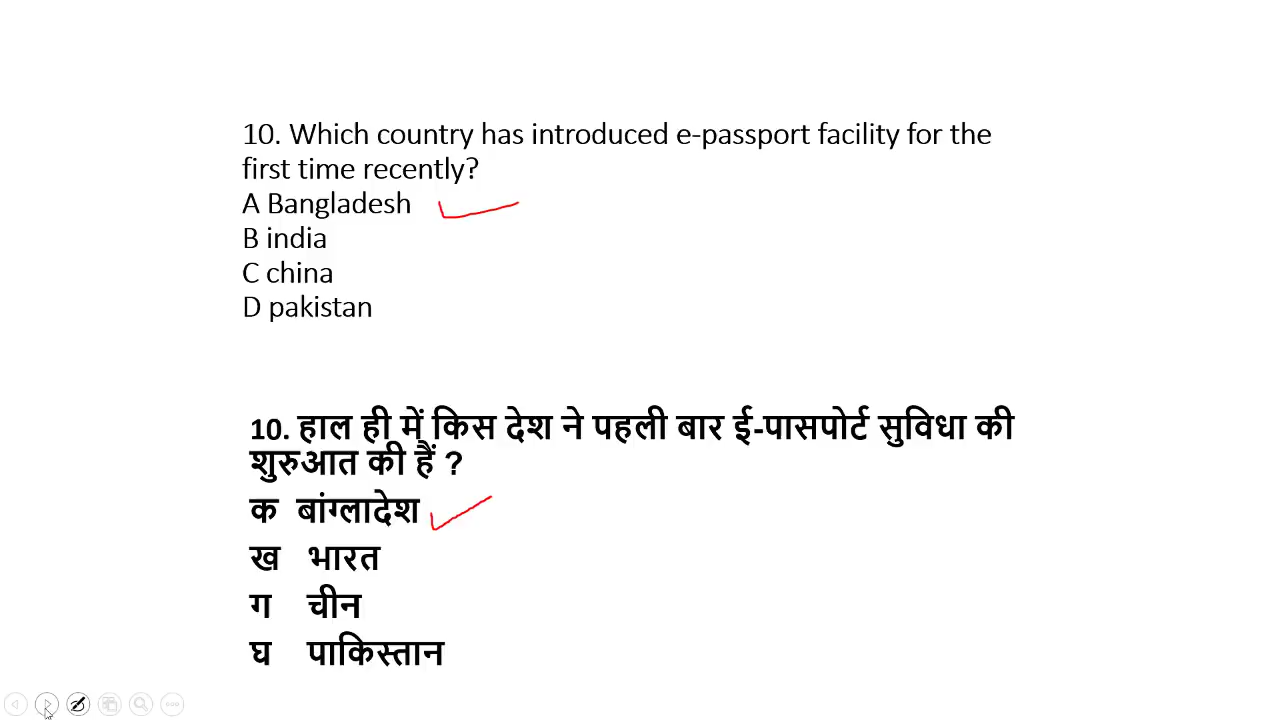 10. Which country has introduced e-passport facility for the
first time recently?
A Bangladesh
B india
C china
D pakistan
10. हाल ही में किस देश ने पहली बार ई-पासपोर्ट सुविधा की
शुरुआत की हैं ?
क बांग्लादेश
ख भारत
ग चीन
घ पाकिस्तान